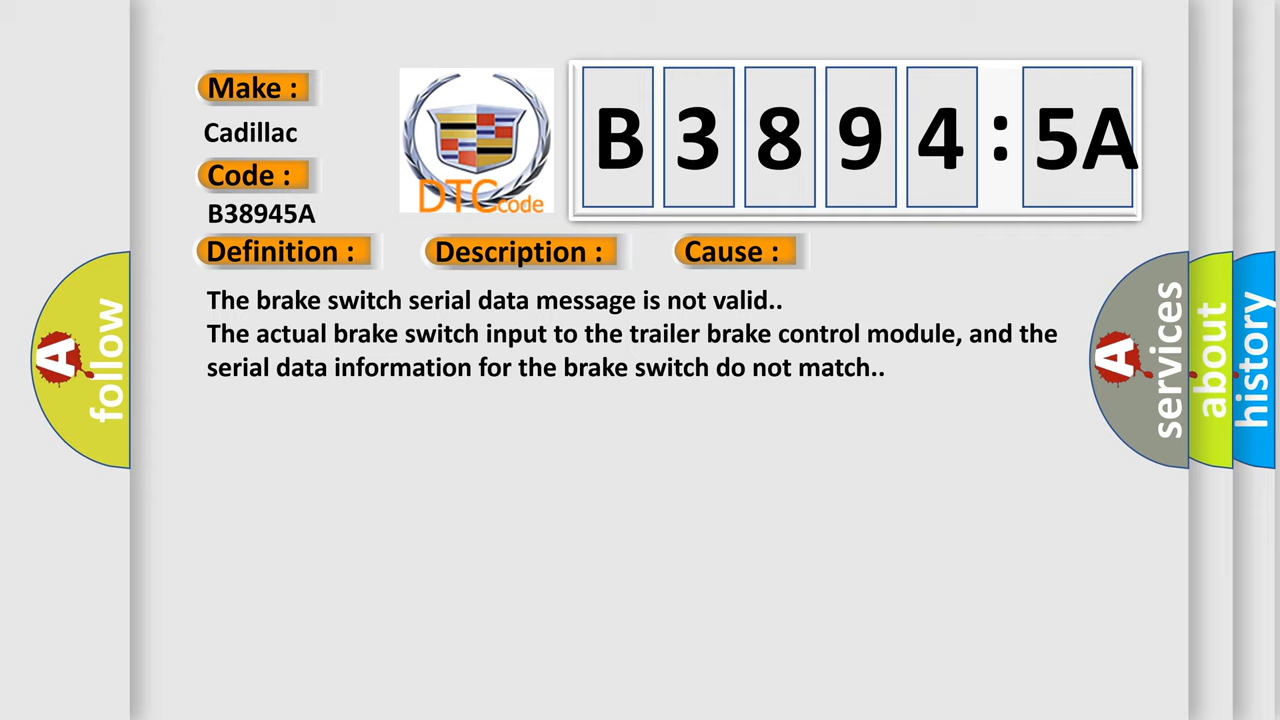 Make :
Cadillac
Code :
B38945A
DTCcode
B 3 8 9 4 : 5A
Definition :
Description :
Cause :
The brake switch serial data message is not valid..
The actual brake switch input to the trailer brake control module, and the
serial data information for the brake switch do not match..
A follow
A services
about
history